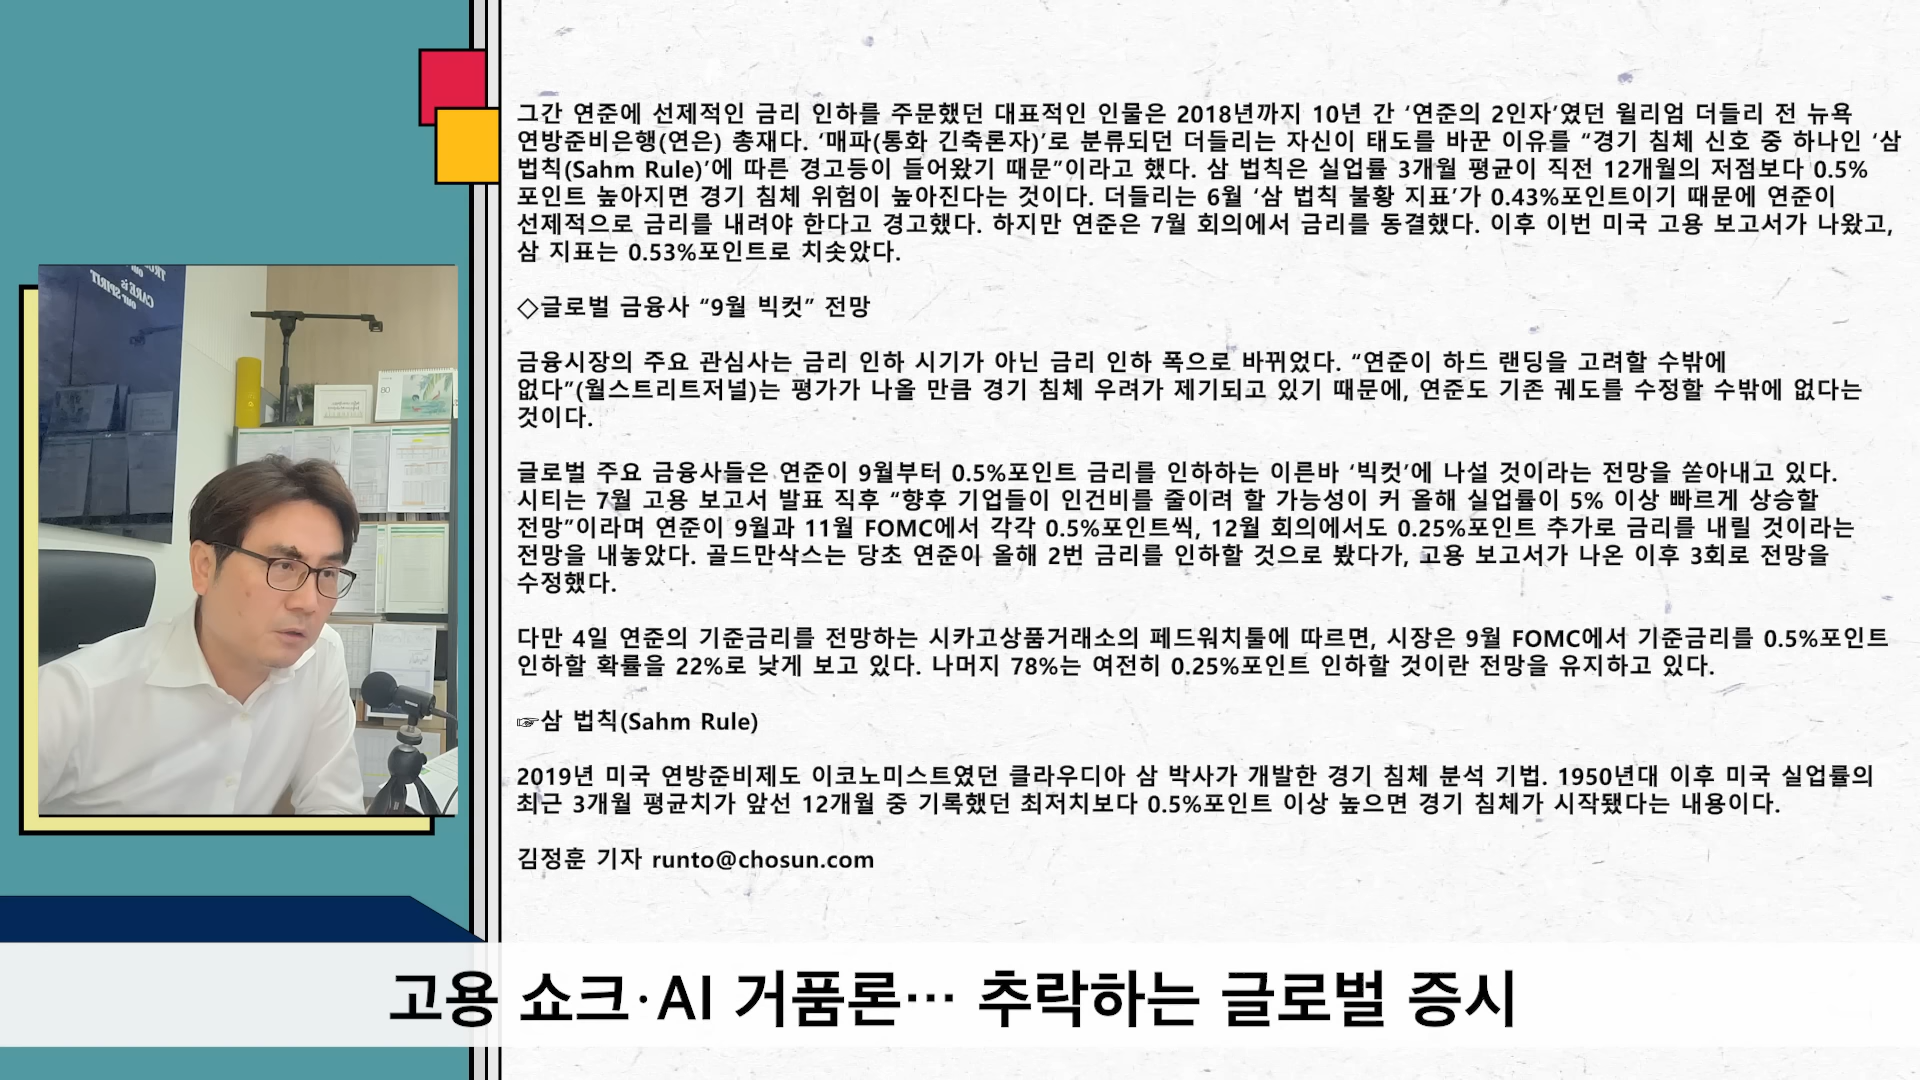 그간 연준에 선제적인 금리 인하를 주문했던 대표적인 인물은 2018년까지 10년 간 ‘연준의 2인자’였던 윌리엄 더들리 전 뉴욕
연방준비은행(연은) 총재다. ‘매파(통화 긴축론자)’로 분류되던 더들리는 자신이 태도를 바꾼 이유를 “경기 침체 신호 중 하나인 ‘삼
법칙(Sahm Rule)’에 따른 경고등이 들어왔기 때문”이라고 했다. 삼 법칙은 실업률 3개월 평균이 직전 12개월의 저점보다 0.5%
포인트 높아지면 경기 침체 위험이 높아진다는 것이다. 더들리는 6월 ‘삼 법칙 불황 지표’가 0.43%포인트이기 때문에 연준이
선제적으로 금리를 내려야 한다고 경고했다. 하지만 연준은 7월 회의에서 금리를 동결했다. 이후 이번 미국 고용 보고서가 나왔고,
삼 지표는 0.53%포인트로 치솟았다.
◇글로벌 금융사 “9월 빅컷” 전망
금융시장의 주요 관심사는 금리 인하 시기가 아닌 금리 인하 폭으로 바뀌었다. “연준이 하드 랜딩을 고려할 수밖에
없다”(월스트리트저널)는 평가가 나올 만큼 경기 침체 우려가 제기되고 있기 때문에, 연준도 기존 궤도를 수정할 수밖에 없다는
것이다.
글로벌 주요 금융사들은 연준이 9월부터 0.5%포인트 금리를 인하하는 이른바 ‘빅컷’에 나설 것이라는 전망을 쏟아내고 있다.
시티는 7월 고용 보고서 발표 직후 “향후 기업들이 인건비를 줄이려 할 가능성이 커 올해 실업률이 5% 이상 빠르게 상승할
전망”이라며 연준이 9월과 11월 FOMC에서 각각 0.5%포인트씩, 12월 회의에서도 0.25%포인트 추가로 금리를 내릴 것이라는
전망을 내놓았다. 골드만삭스는 당초 연준이 올해 2번 금리를 인하할 것으로 봤다가, 고용 보고서가 나온 이후 3회로 전망을
수정했다.
다만 4일 연준의 기준금리를 전망하는 시카고상품거래소의 페드워치툴에 따르면, 시장은 9월 FOMC에서 기준금리를 0.5%포인트
인하할 확률을 22%로 낮게 보고 있다. 나머지 78%는 여전히 0.25%포인트 인하할 것이란 전망을 유지하고 있다.
☞삼 법칙(Sahm Rule)
2019년 미국 연방준비제도 이코노미스트였던 클라우디아 삼 박사가 개발한 경기 침체 분석 기법. 1950년대 이후 미국 실업률의
최근 3개월 평균치가 앞선 12개월 중 기록했던 최저치보다 0.5%포인트 이상 높으면 경기 침체가 시작됐다는 내용이다.
김정훈 기자 runto@chosun.com
고용 쇼크·AI 거품론… 추락하는 글로벌 증시